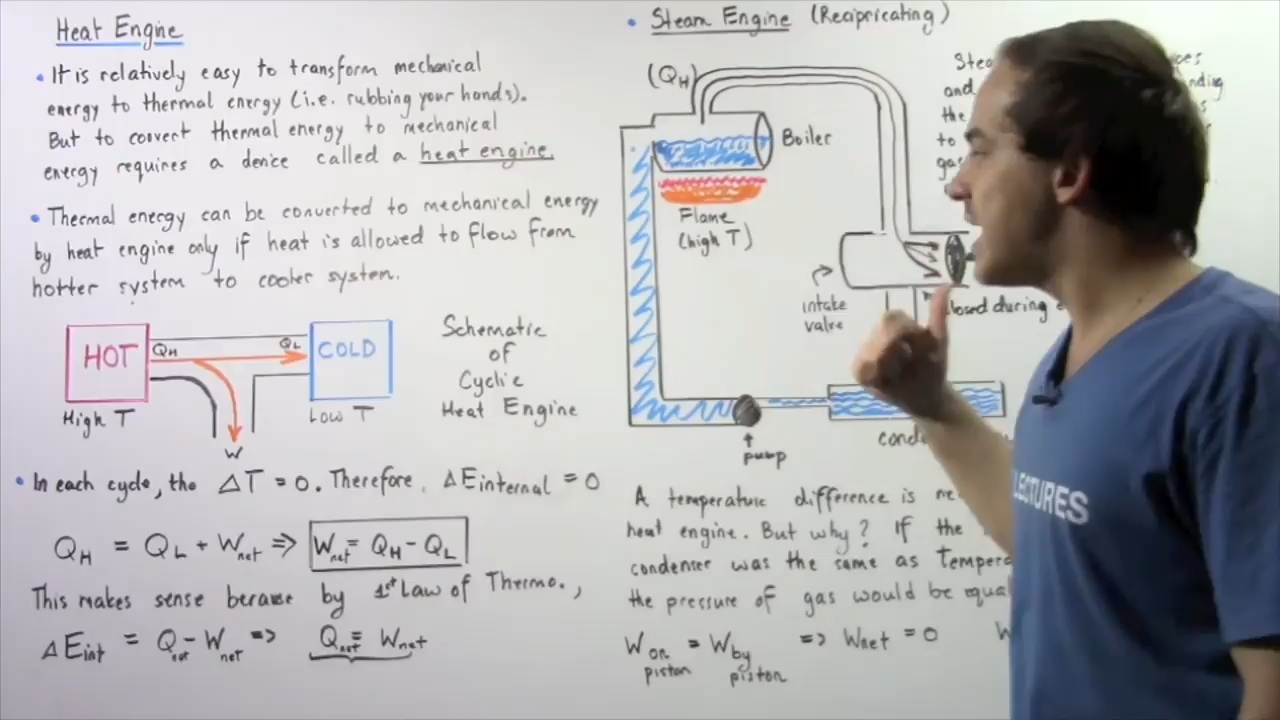 Heat Engine
• It is relatively easy to transform mechanical
energy to thermal energy (i.e. rubbing your hands).
But to convert thermal energy to mechanical
energy requires a device called a heat engine.
• Thermal energy can be converted to mechanical energy
by heat engine only if heat is allowed to flow from
hotter system to cooler system.
HOT
QH
QL
COLD
High T
Low T
W
Schematic
of
Cyclic
Heat Engine
• In each cycle, the ΔT = 0. Therefore, ΔEinternal = 0
QH = QL + Wnet => Wnet = QH - QL
This makes sense because by 1st Law of Thermo.,
ΔEint = Qnet - Wnet => Qnet = Wnet
• Steam Engine (Recipricating)
(QH)
Boiler
Flame
(high T)
intake
valve
during
pump
and
the
to
A temperature difference is
heat engine. But why? If the
condenser was the same as
the pressure of gas would be
Won piston = Wby piston => Wnet = 0
LECTURES